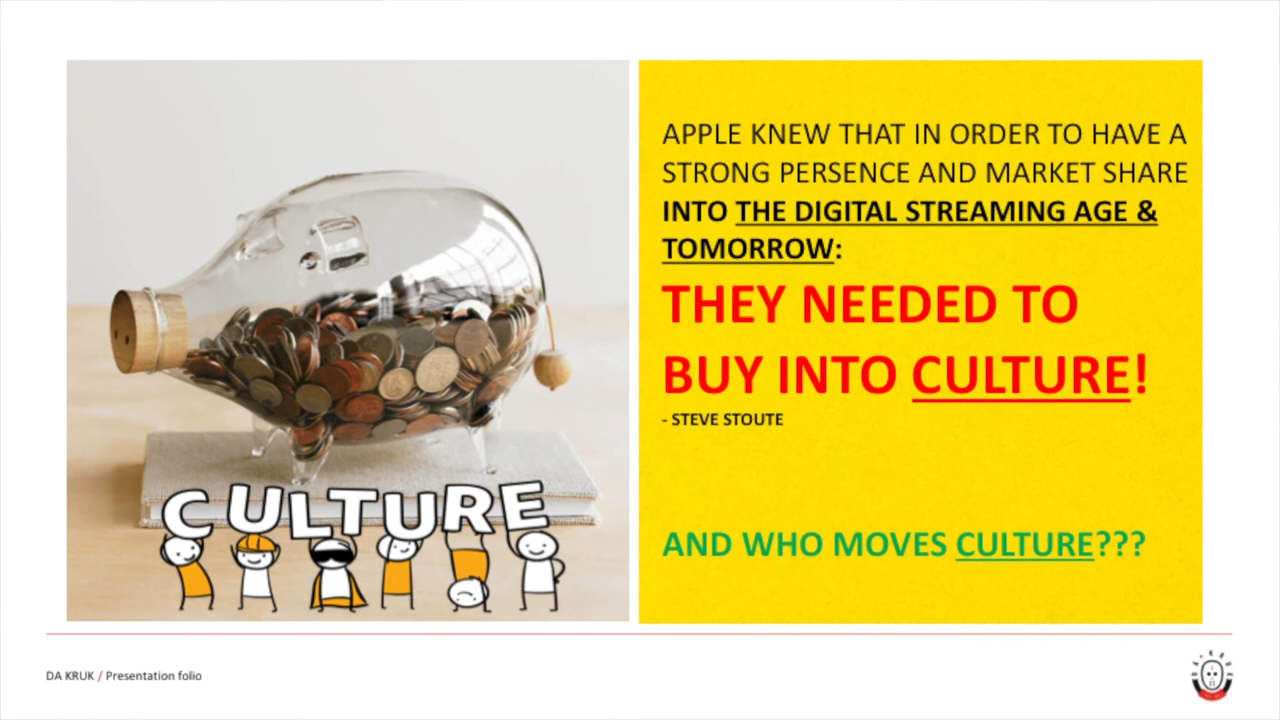 APPLE KNEW THAT IN ORDER TO HAVE A
STRONG PERSENCE AND MARKET SHARE
INTO THE DIGITAL STREAMING AGE &
TOMORROW:
THEY NEEDED TO
BUY INTO CULTURE!
- STEVE STOUTE
AND WHO MOVES CULTURE???
CULTURE
DA KRUK / Presentation folio